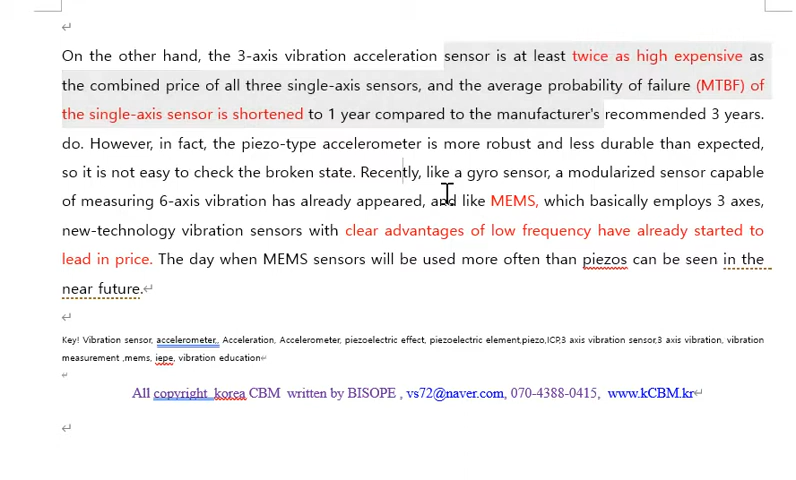 On the other hand, the 3-axis vibration acceleration sensor is at least twice as high expensive as
the combined price of all three single-axis sensors, and the average probability of failure (MTBF) of
the single-axis sensor is shortened to 1 year compared to the manufacturer's recommended 3 years.
do. However, in fact, the piezo-type accelerometer is more robust and less durable than expected,
so it is not easy to check the broken state. Recently, like a gyro sensor, a modularized sensor capable
of measuring 6-axis vibration has already appeared, and like MEMS, which basically employs 3 axes,
new-technology vibration sensors with clear advantages of low frequency have already started to
lead in price. The day when MEMS sensors will be used more often than piezos can be seen in the
near future.
Key! Vibration sensor, accelerometer,, Acceleration, Accelerometer, piezoelectric effect, piezoelectric element,piezo,ICP,3 axis vibration sensor,3 axis vibration, vibration
measurement ,mems, iepe, vibration education
All copyright korea CBM written by BISOPE , vs72@naver.com, 070-4388-0415, www.kCBM.kr